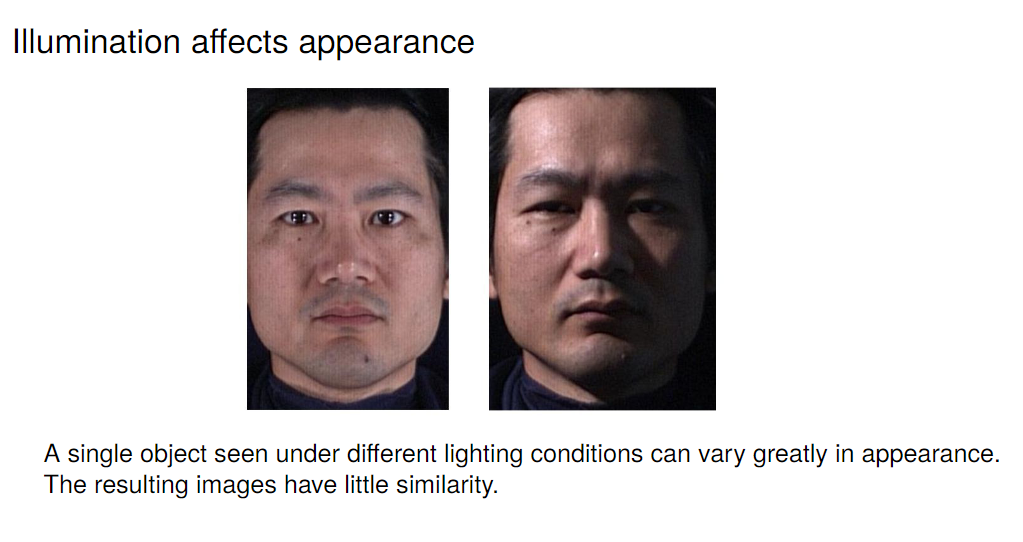 Illumination affects appearance
A single object seen under different lighting conditions can vary greatly in appearance.
The resulting images have little similarity.